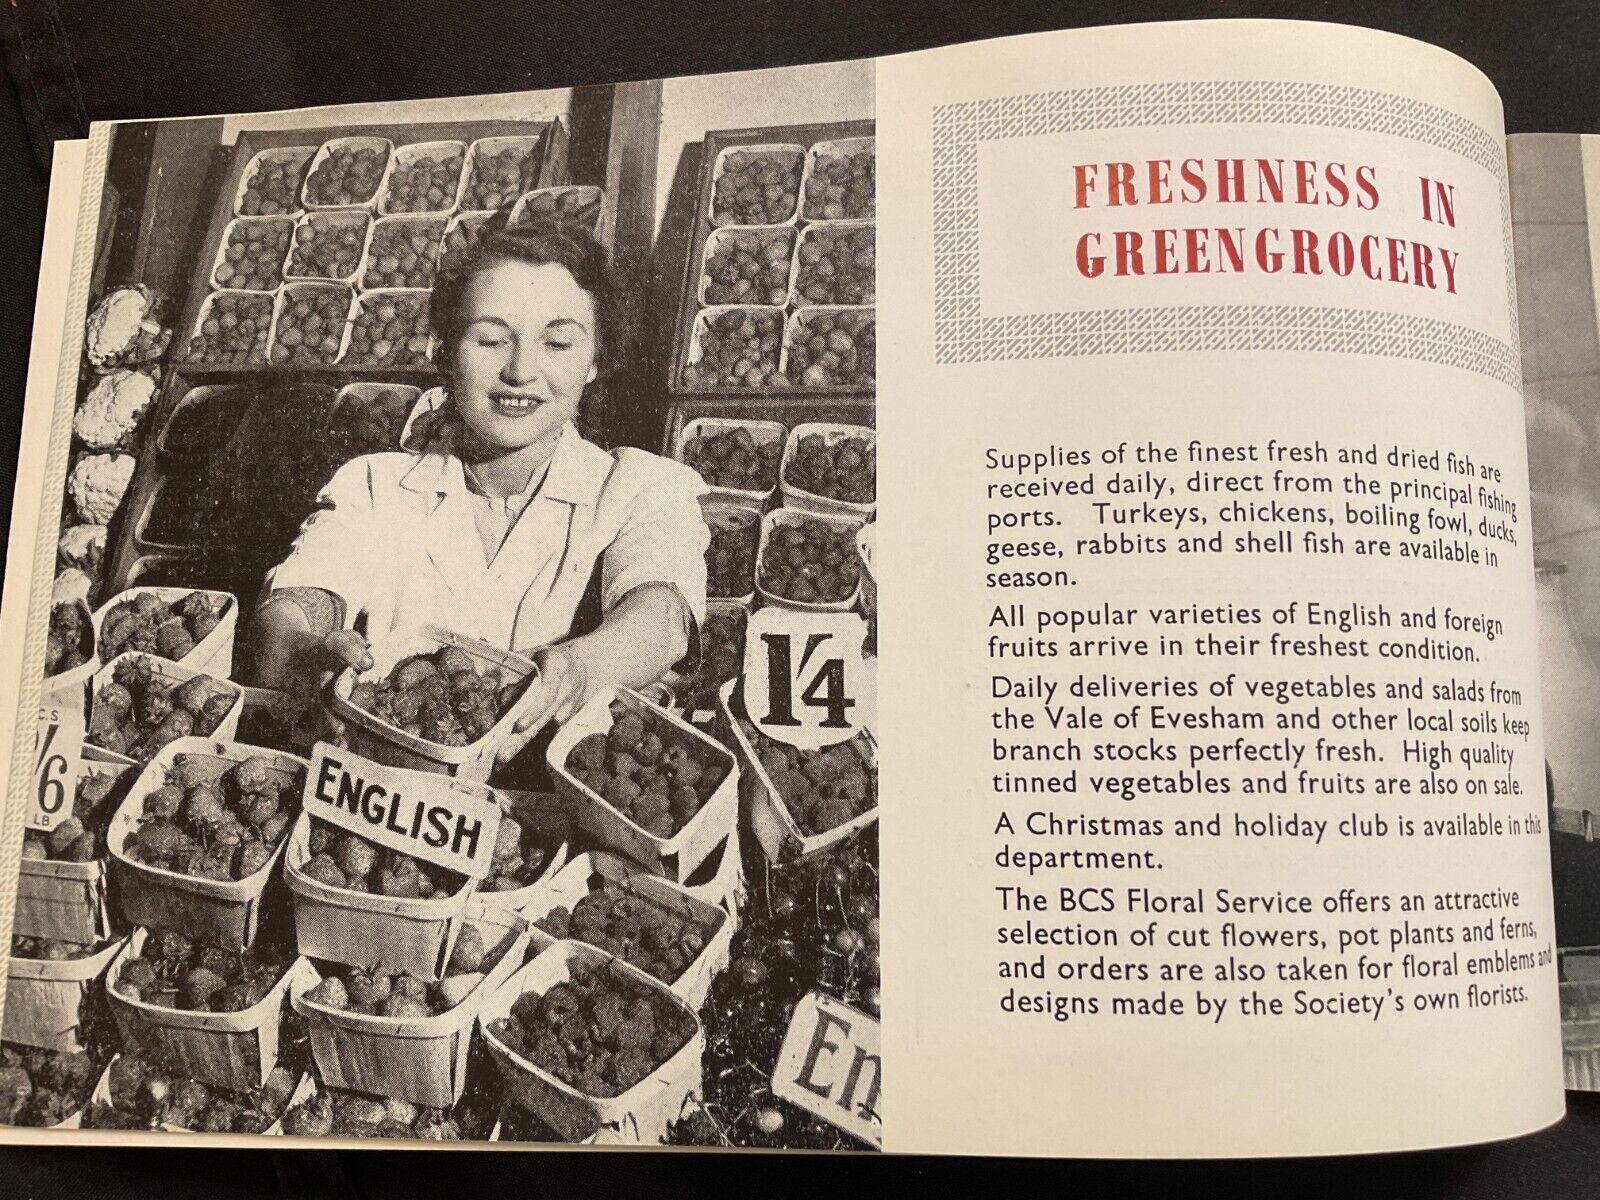 C.S.
/6
LB.
ENGLISH
1/4
En
FRESHNESS IN
GREENGROCERY
Supplies of the finest fresh and dried fish are
received daily, direct from the principal fishing
ports. Turkeys, chickens, boiling fowl, ducks,
geese, rabbits and shell fish are available in
season.
All popular varieties of English and foreign
fruits arrive in their freshest condition.
Daily deliveries of vegetables and salads from
the Vale of Evesham and other local soils keep
branch stocks perfectly fresh. High quality
tinned vegetables and fruits are also on sale.
A Christmas and holiday club is available in this
department.
The BCS Floral Service offers an attractive
selection of cut flowers, pot plants and ferns,
and orders are also taken for floral emblems and
designs made by the Society's own florists.